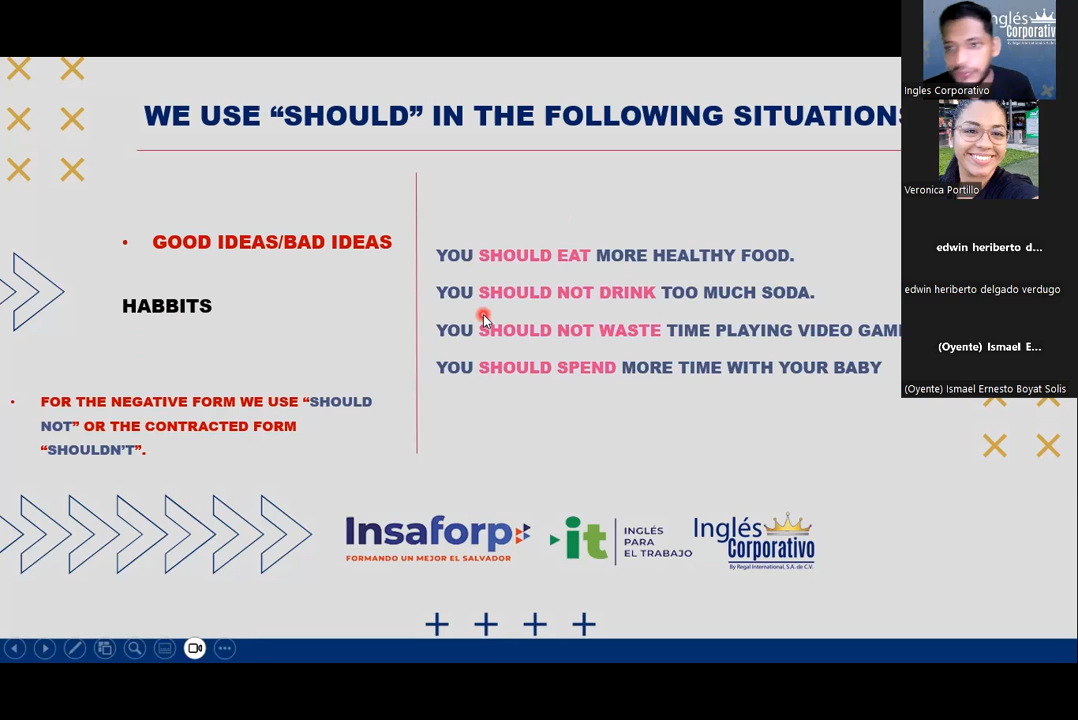 WE USE “SHOULD” IN THE FOLLOWING SITUATIONS
• GOOD IDEAS/BAD IDEAS
HABBITS
• FOR THE NEGATIVE FORM WE USE “SHOULD
NOT” OR THE CONTRACTED FORM
“SHOULDN’T”.
YOU SHOULD EAT MORE HEALTHY FOOD.
YOU SHOULD NOT DRINK TOO MUCH SODA.
YOU SHOULD NOT WASTE TIME PLAYING VIDEO GAM
YOU SHOULD SPEND MORE TIME WITH YOUR BABY
Insaforp
FORMANDO UN MEJOR EL SALVADOR
it
INGLÉS
PARA
EL TRABAJO
Inglés
Corporativo
By Regal International, S.A. de C.V.
Inglés
Corporativ
Ingles Corporativo
Veronica Portillo
edwin heriberto d...
edwin heriberto delgado verdugo
(Oyente) Ismael E...
(Oyente) Ismael Ernesto Boyat Solis